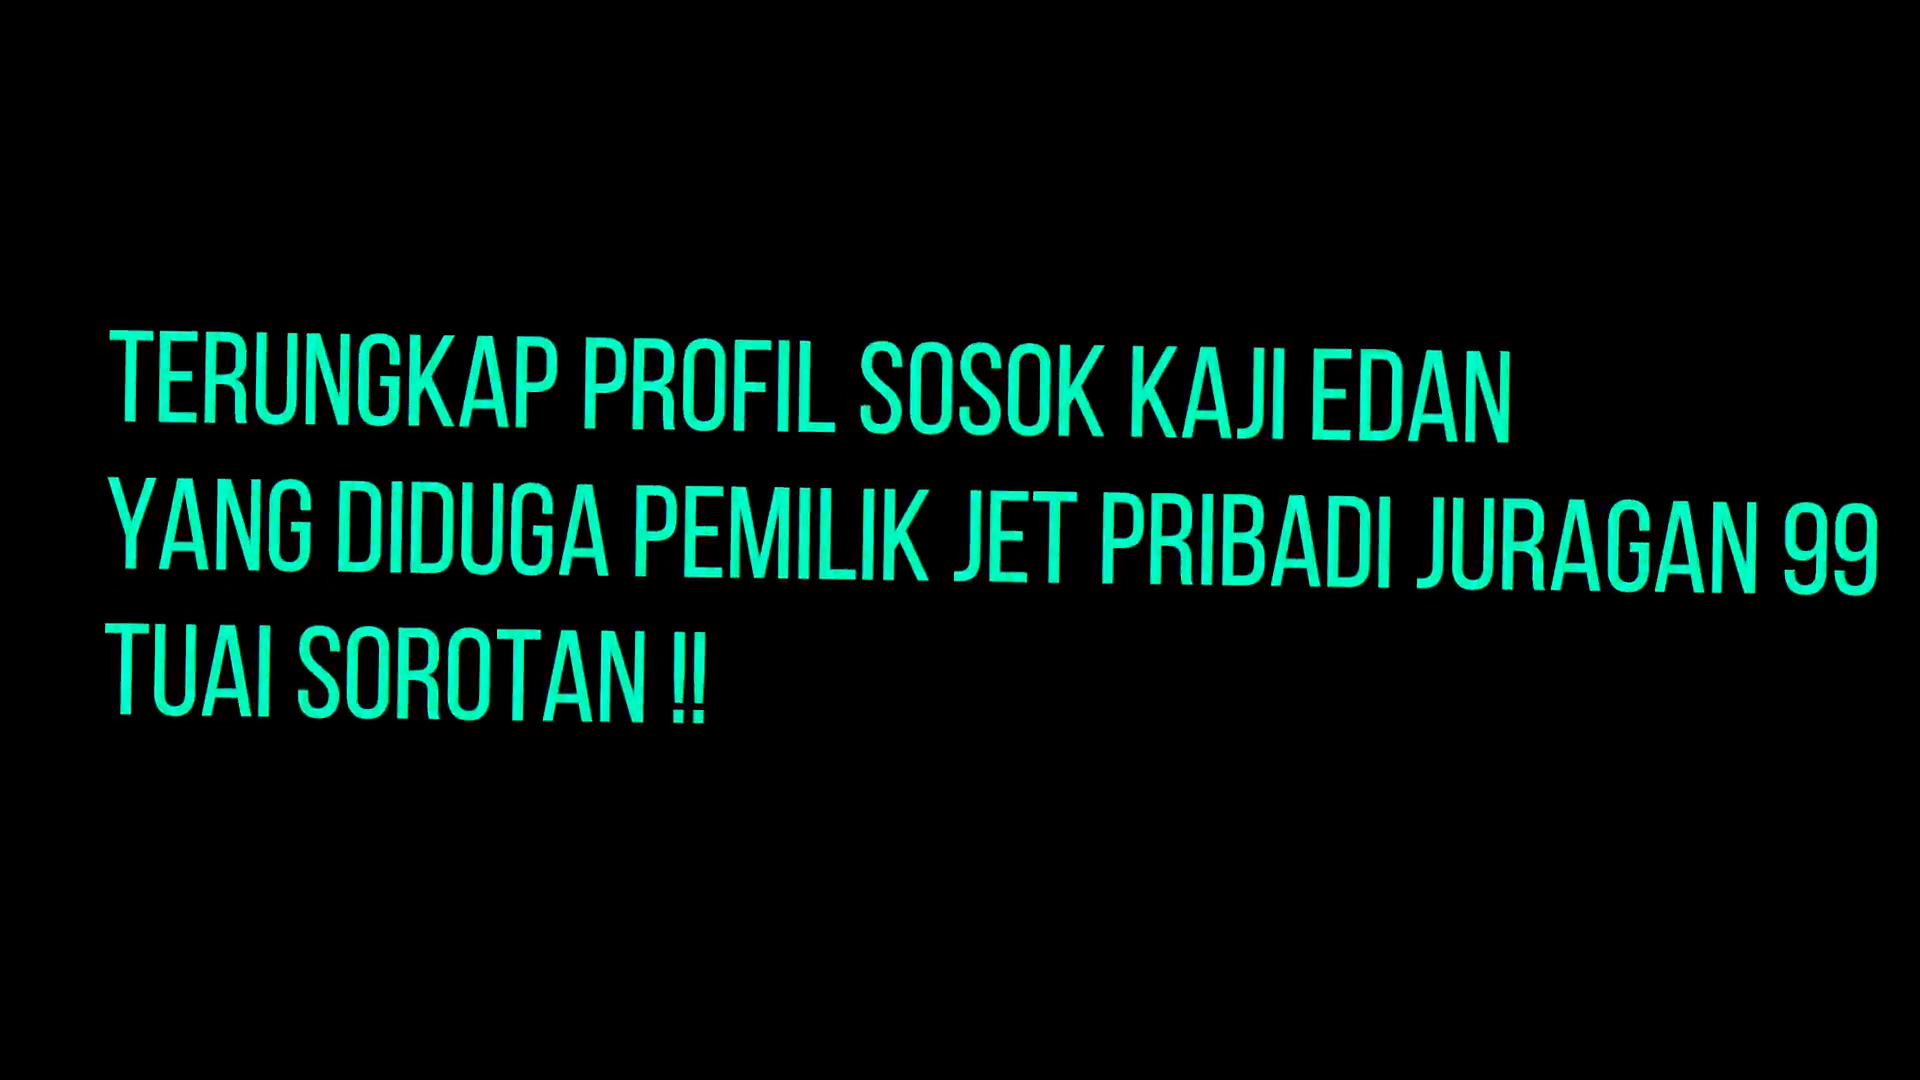 TERUNGKAP PROFIL SOSOK KAJI EDAN
YANG DIDUGA PEMILIK JET PRIBADI JURAGAN 99
TUAI SOROTAN !!